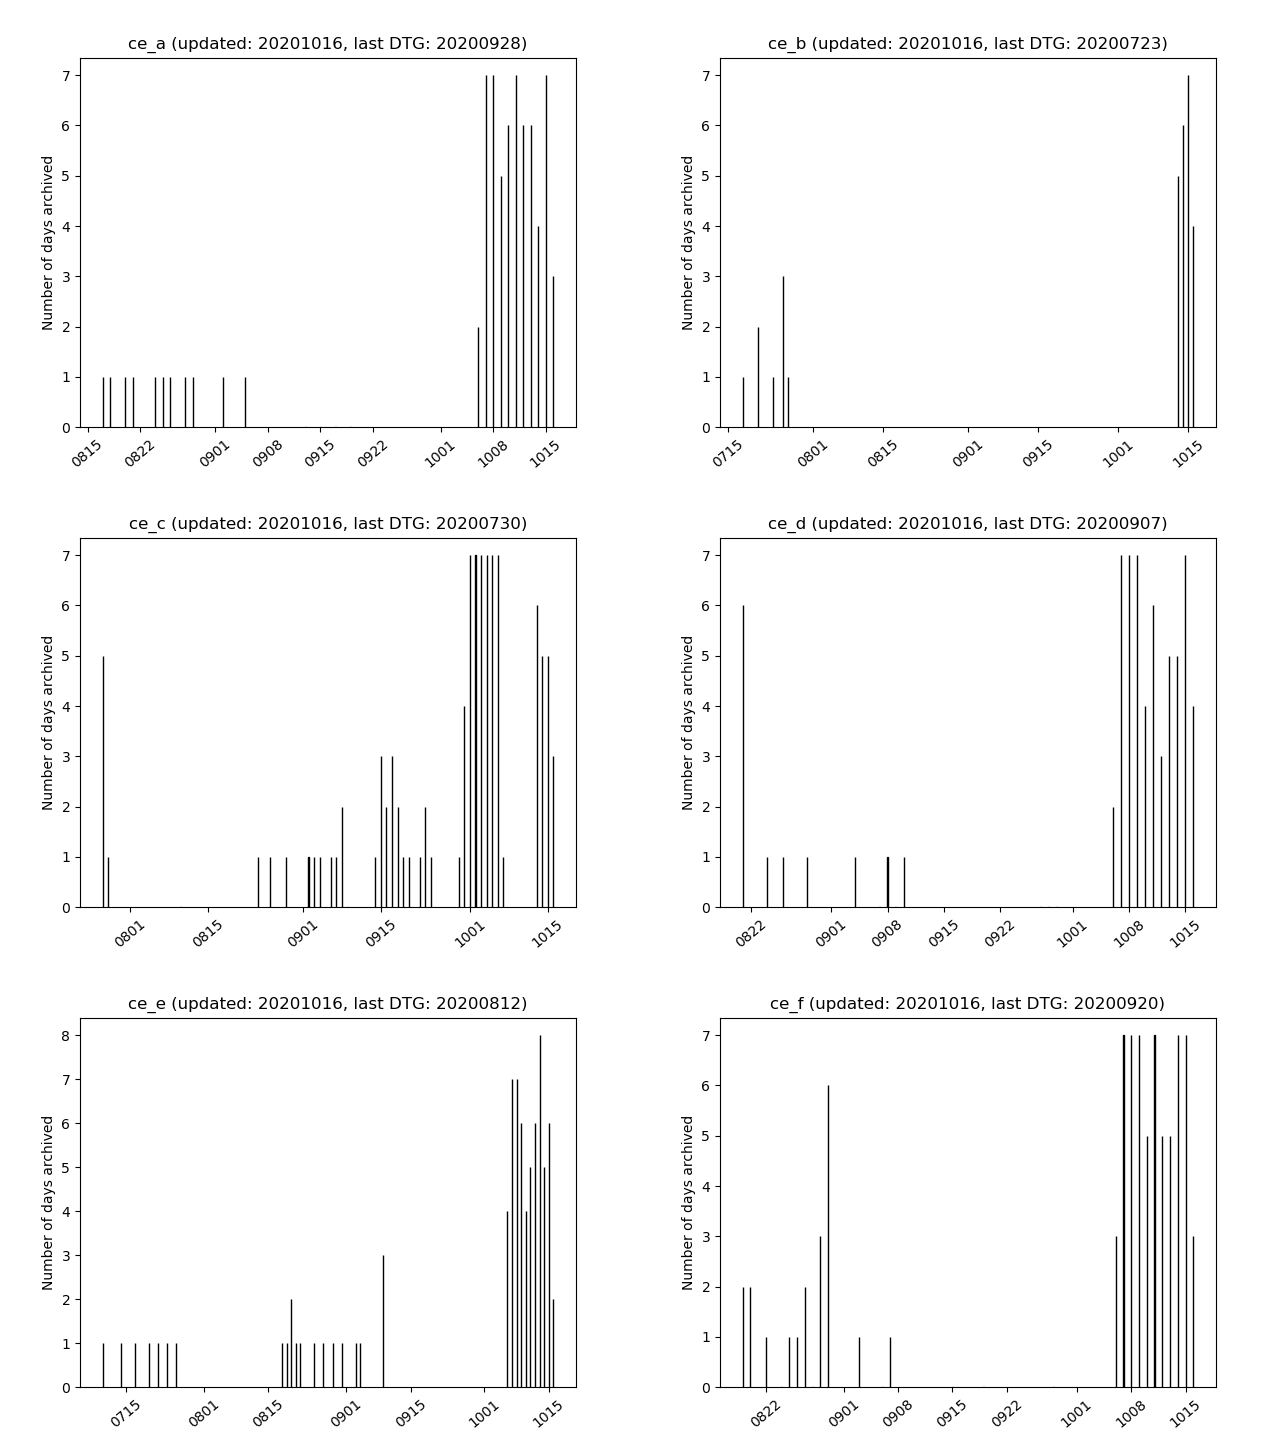 ce_a (updated: 20201016, last DTG: 20200928)
Number of days archived
7
6
5
4
3
2
1
0
0815 0822 0901 0908 0915 0922 1001 1008 1015
ce_b (updated: 20201016, last DTG: 20200723)
Number of days archived
7
6
5
4
3
2
1
0
0715 0801 0815 0901 0915 1001 1015
ce_c (updated: 20201016, last DTG: 20200730)
Number of days archived
7
6
5
4
3
2
1
0
0801 0815 0901 0915 1001 1015
ce_d (updated: 20201016, last DTG: 20200907)
Number of days archived
7
6
5
4
3
2
1
0
0822 0901 0908 0915 0922 1001 1008 1015
ce_e (updated: 20201016, last DTG: 20200812)
Number of days archived
8
7
6
5
4
3
2
1
0
0715 0801 0815 0901 0915 1001 1015
ce_f (updated: 20201016, last DTG: 20200920)
Number of days archived
7
6
5
4
3
2
1
0
0822 0901 0908 0915 0922 1001 1008 1015